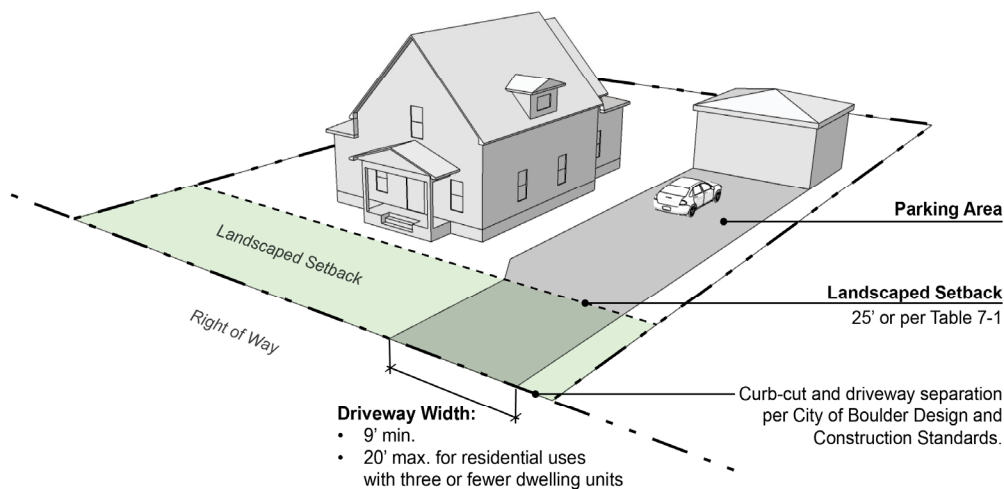 Landscaped Setback
Right of Way
Parking Area
Landscaped Setback
25’ or per Table 7-1
Curb-cut and driveway separation
per City of Boulder Design and
Construction Standards.
Driveway Width:
• 9’ min.
• 20’ max. for residential uses
with three or fewer dwelling units